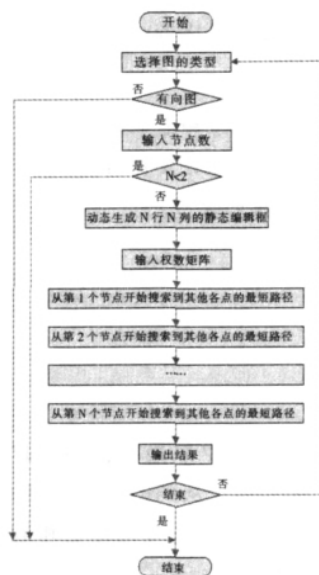 开始
选择图的类型
否
有向图
是
输入节点数
是
N<2
否
动态生成 N 行 N 列的静态编辑框
输入权数矩阵
从第 1 个节点开始搜索到其他各点的最短路径
从第 2 个节点开始搜索到其他各点的最短路径
……
从第 N 个节点开始搜索到其他各点的最短路径
输出结果
结束
否
是
结束